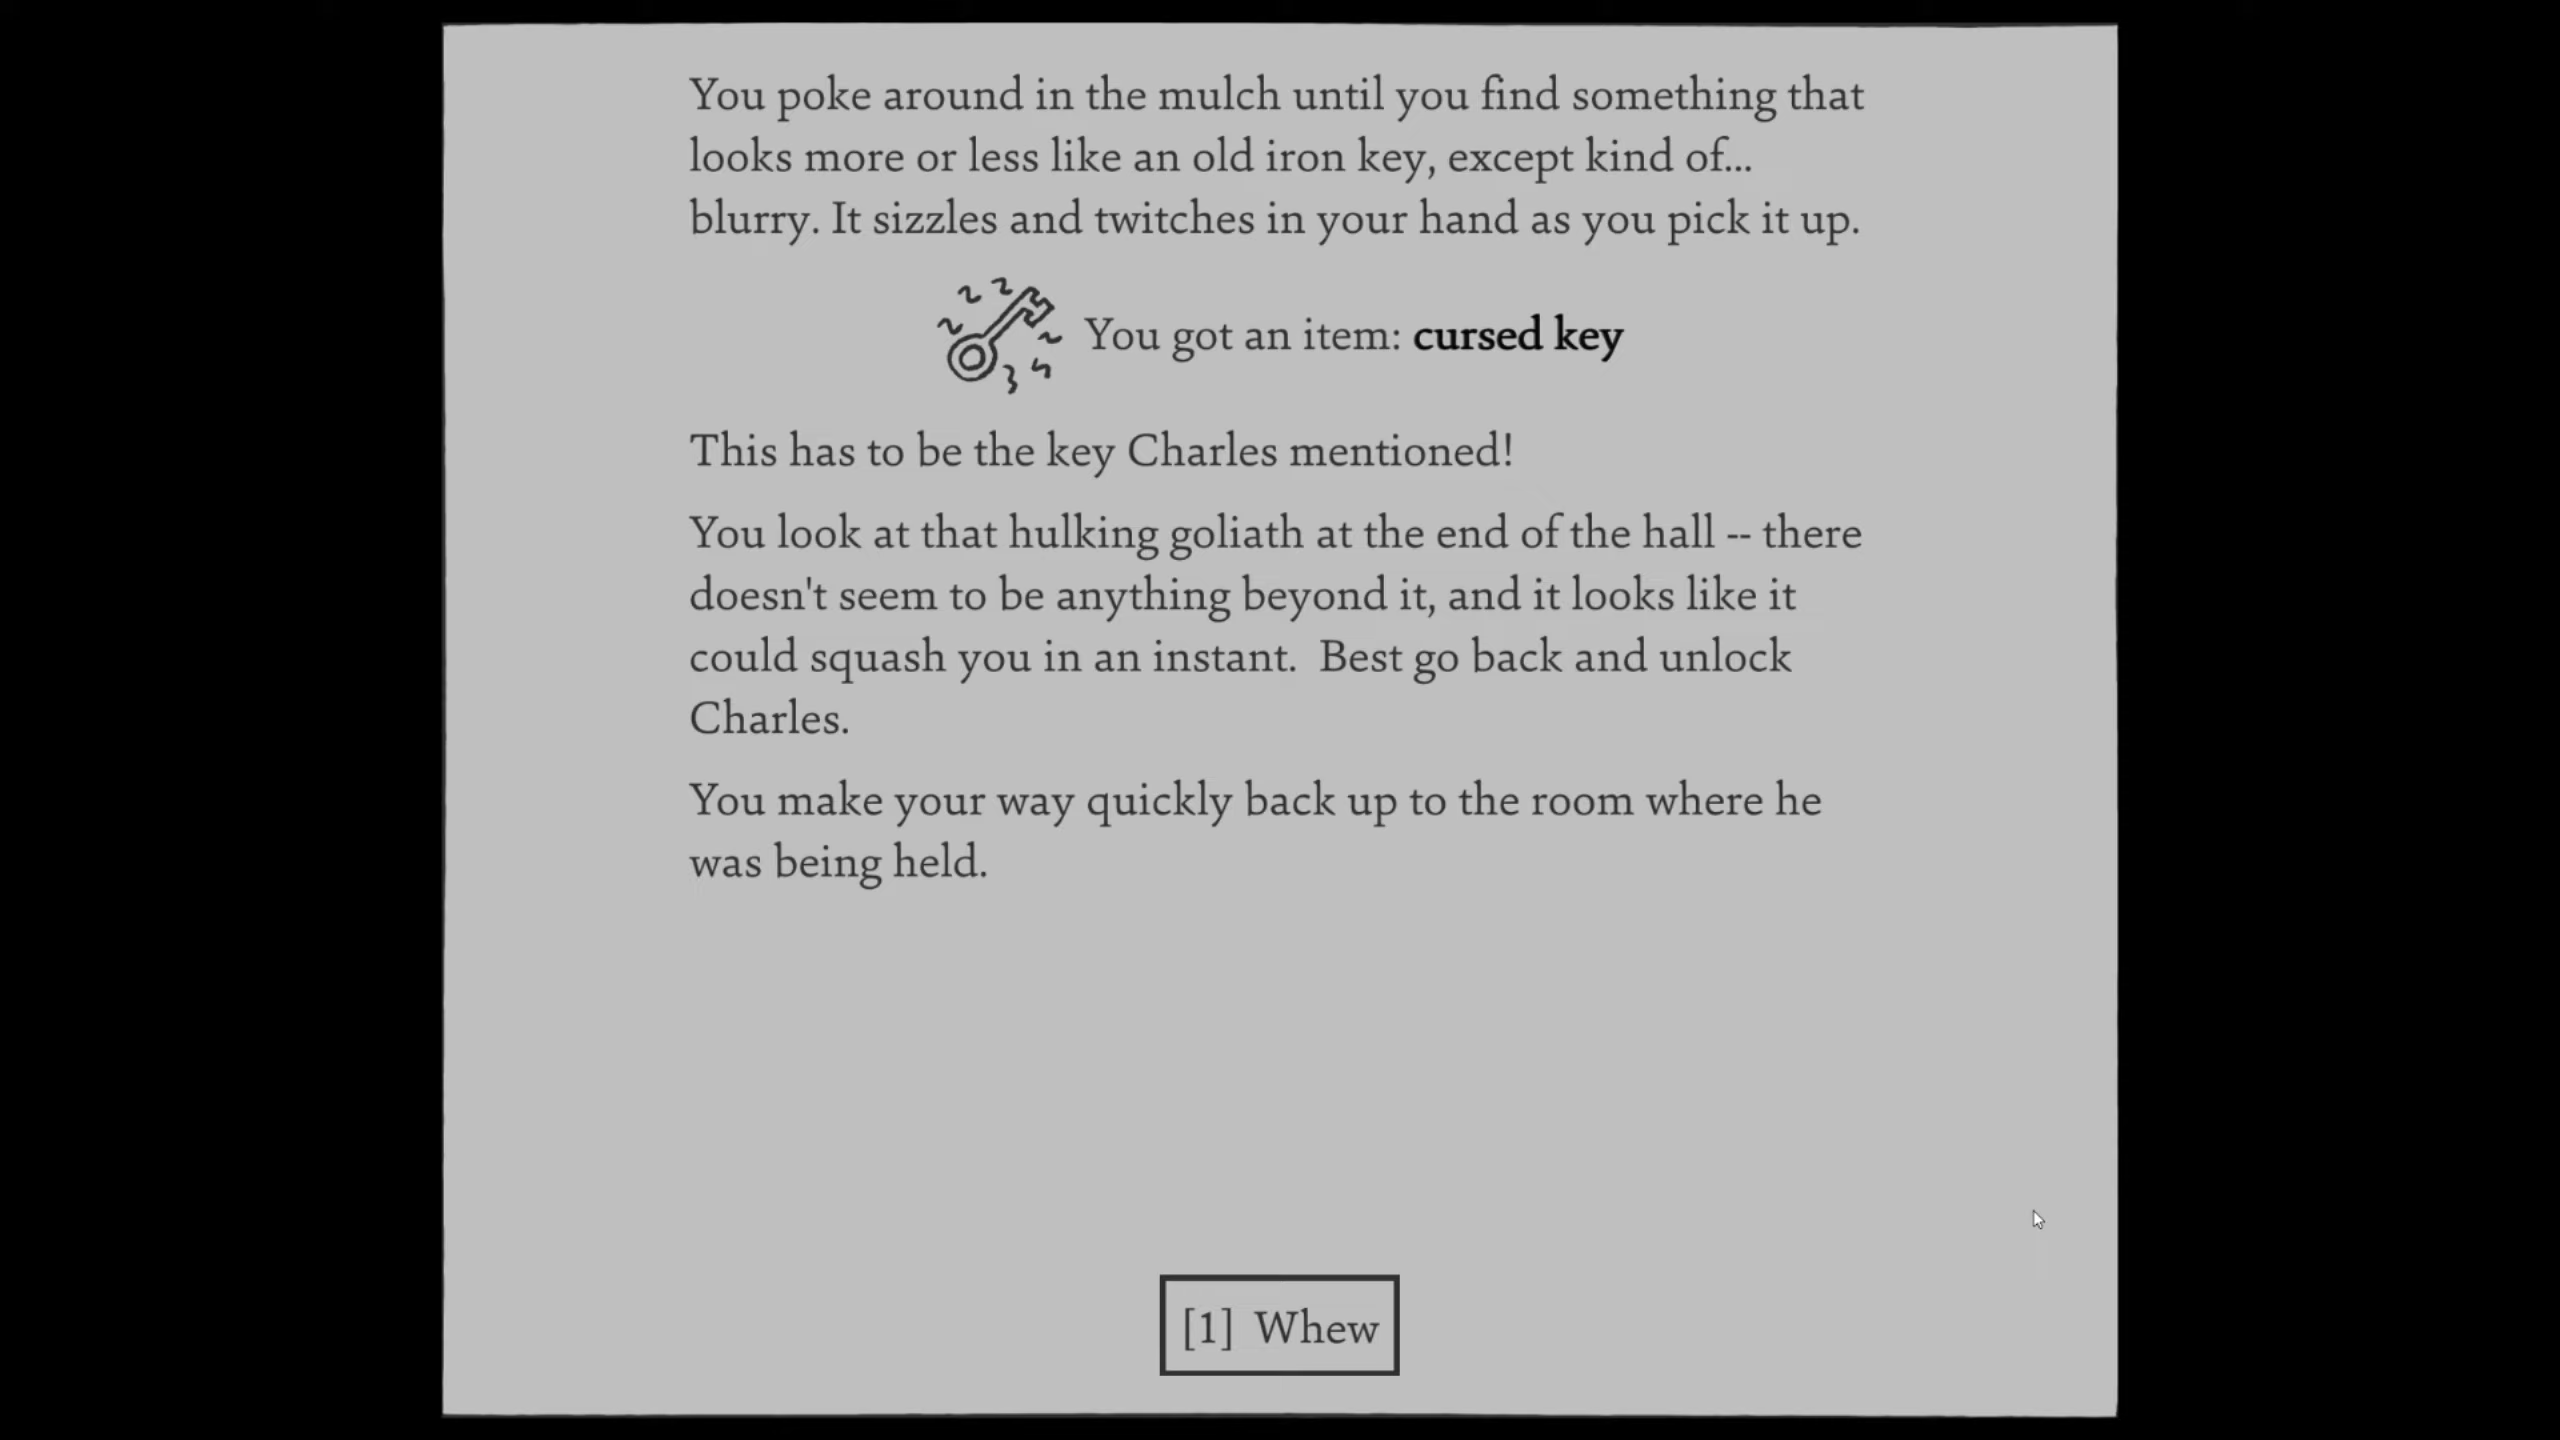 You poke around in the mulch until you find something that
looks more or less like an old iron key, except kind of...
blurry. It sizzles and twitches in your hand as you pick it up.
You got an item: cursed key
This has to be the key Charles mentioned!
You look at that hulking goliath at the end of the hall -- there
doesn't seem to be anything beyond it, and it looks like it
could squash you in an instant.  Best go back and unlock
Charles.
You make your way quickly back up to the room where he
was being held.
[1]  Whew